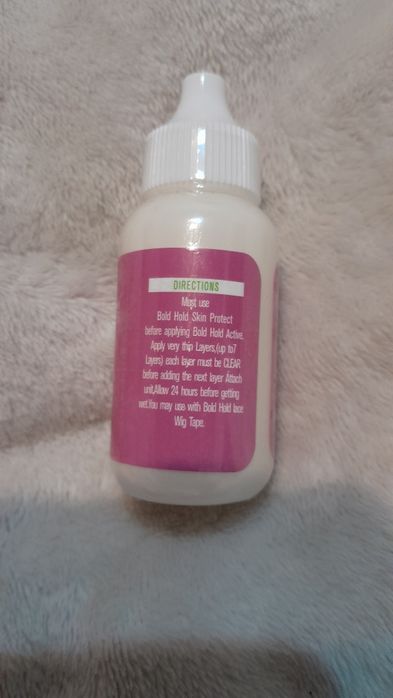 DIRECTIONS
Must use
Bold Hold Skin Protect
before applying Bold Hold Active.
Apply very thin Layers,(up to7
Layers) each layer must be CLEAR
before adding the next layer Attach
unit,Allow 24 hours before getting
wet.You may use with Bold Hold lace
Wig Tape.